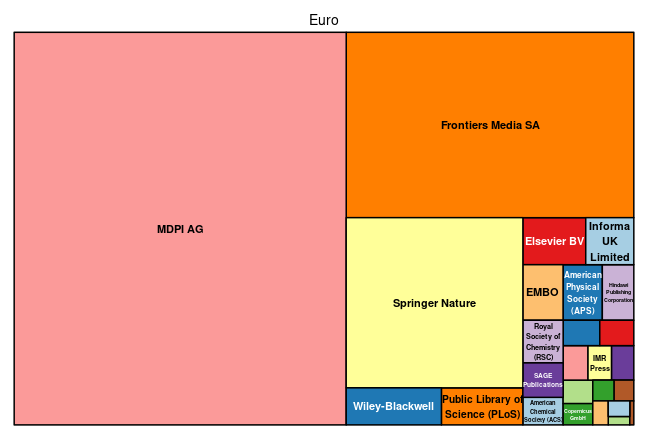 Euro
MDPI AG
Frontiers Media SA
Springer Nature
Wiley-Blackwell
Public Library of
Science (PLoS)
Elsevier BV
Informa
UK
Limited
EMBO
American
Physical
Society
(APS)
Hindawi
Publishing
Corporation
Royal
Society of
Chemistry
(RSC)
SAGE
Publications
American
Chemical
Society (ACS
IMR
Press
Copernicus
GmbH